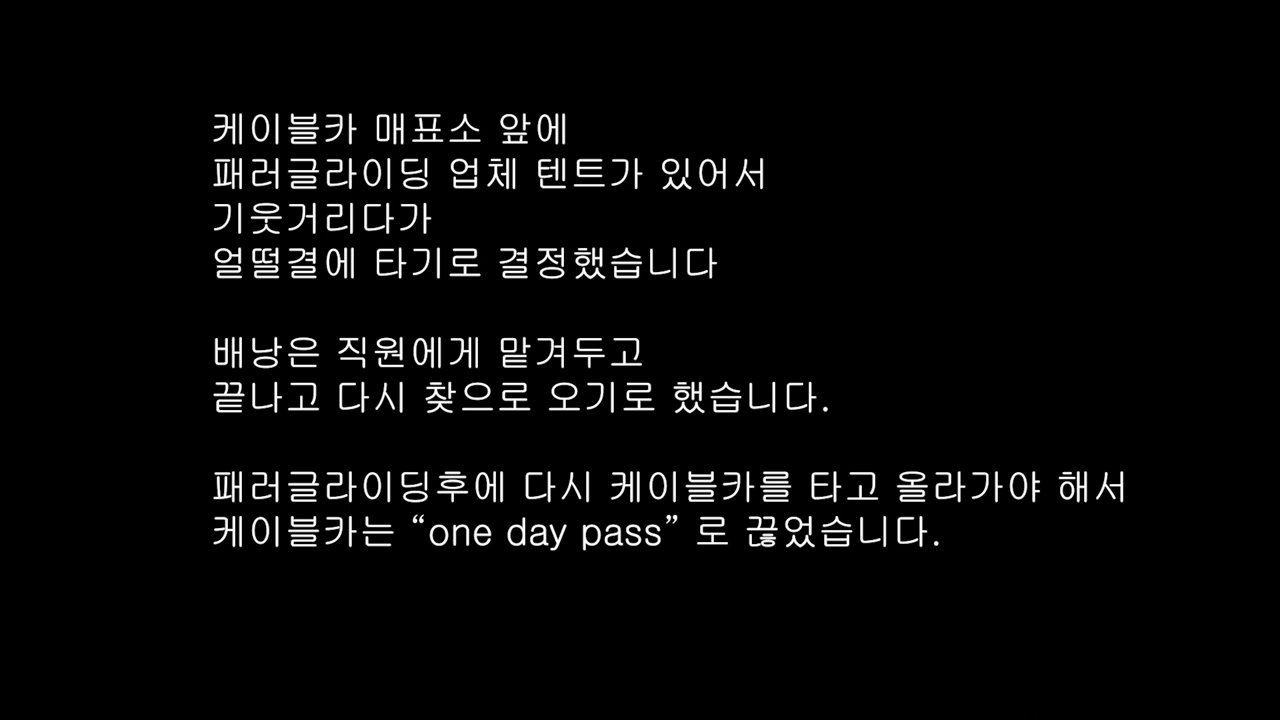 케이블카 매표소 앞에
패러글라이딩 업체 텐트가 있어서
기웃거리다가
얼떨결에 타기로 결정했습니다
배낭은 직원에게 맡겨두고
끝나고 다시 찾으로 오기로 했습니다.
패러글라이딩후에 다시 케이블카를 타고 올라가야 해서
케이블카는 “one day pass” 로 끊었습니다.